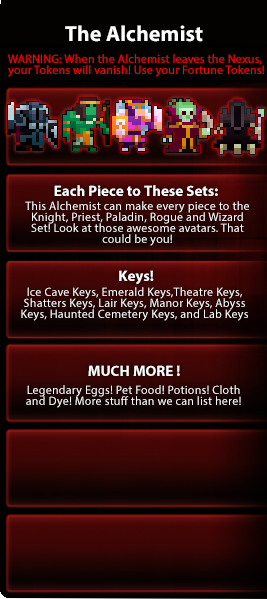 The Alchemist
WARNING: When the Alchemist leaves the Nexus,
your Tokens will vanish! Use your Fortune Tokens!
Each Piece to These Sets:
This Alchemist can make every piece to the
Knight, Priest, Paladin, Rogue and Wizard
Set! Look at those awesome avatars. That
could be you!
Keys!
Ice Cave Keys, Emerald Keys,Theatre Keys,
Shatters Keys, Lair Keys, Manor Keys, Abyss
Keys, Haunted Cemetery Keys, and Lab Keys
MUCH MORE !
Legendary Eggs! Pet Food! Potions! Cloth
and Dye! More stuff than we can list here!